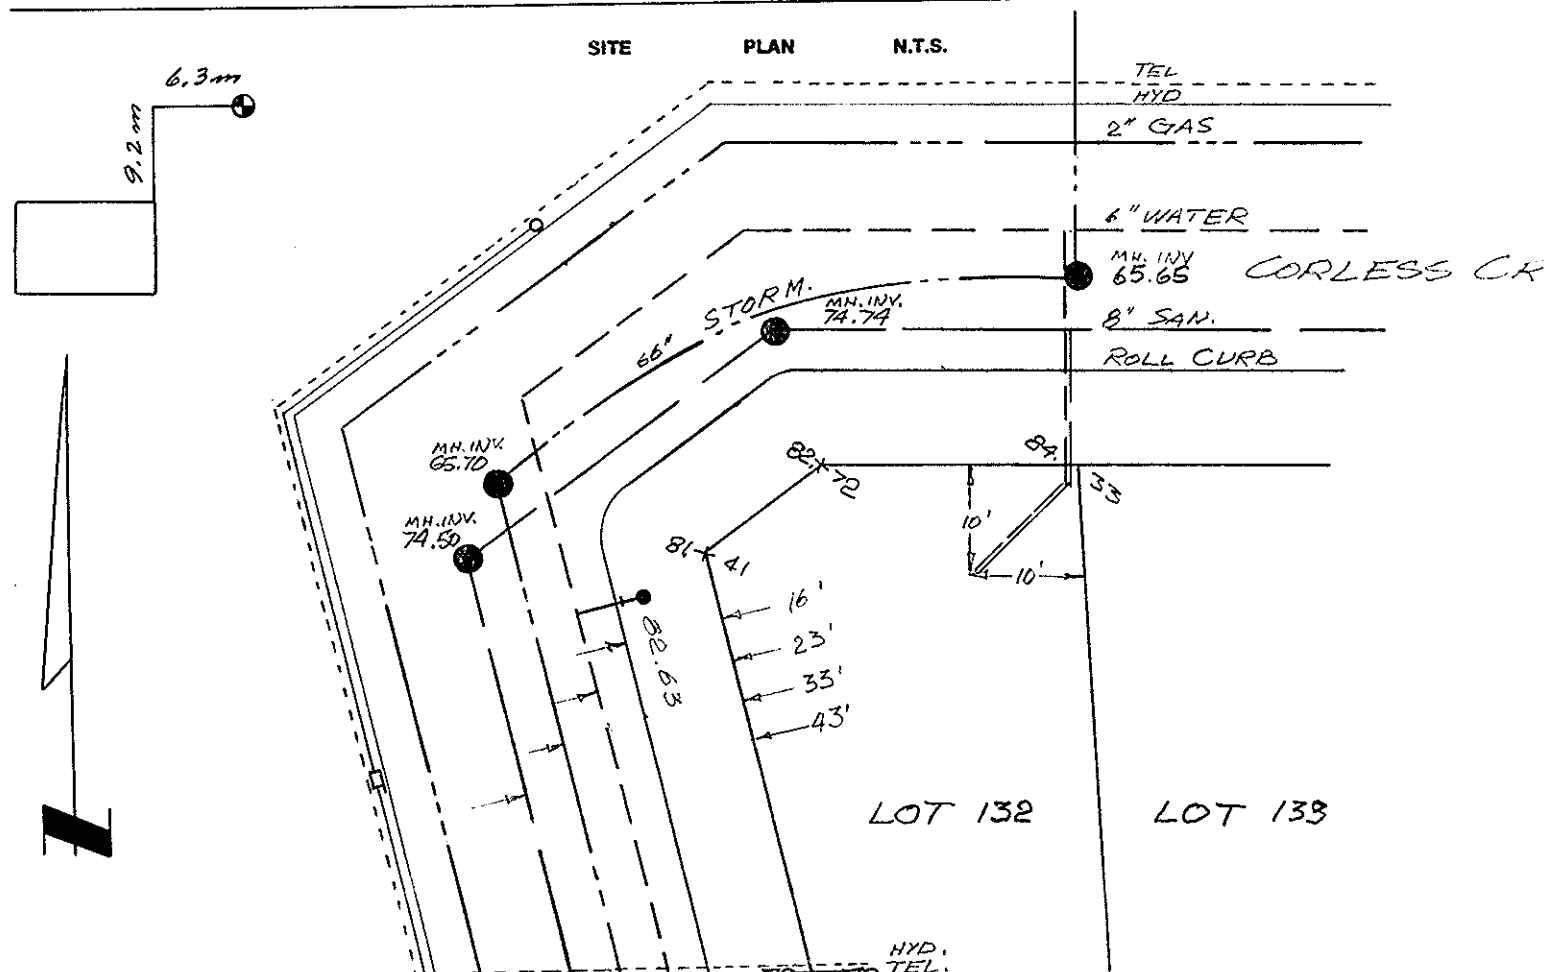 SITE PLAN N.T.S.
6.3m
9.2m
TEL
HYD
2" GAS
6" WATER
MH. INV
65.65
CORLESS CR
STORM.
66"
MH. INV.
74.74
8" SAN.
ROLL CURB
MH. INV.
65.70
MH. INV.
74.50
82.72
84.33
81.41
10'
10'
82.63
16'
23'
33'
43'
LOT 132
LOT 133
HYD.
TEL.